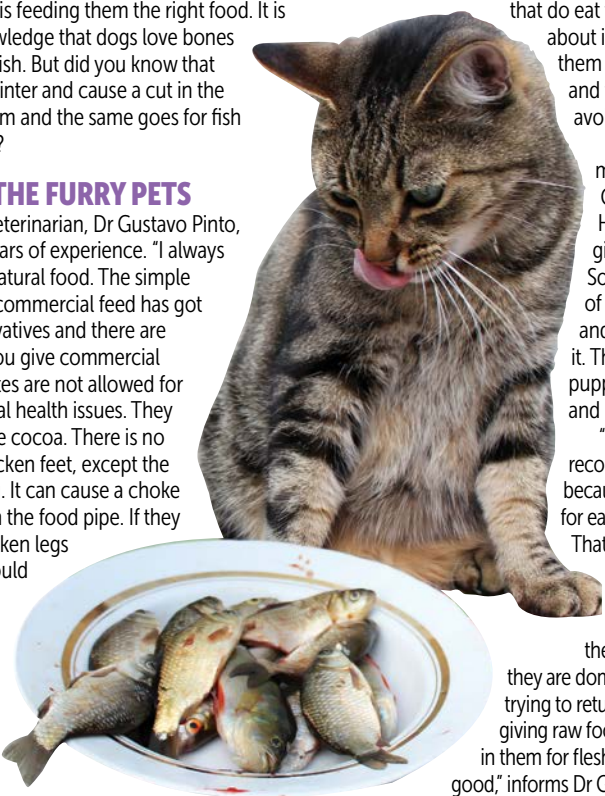 is feeding them the right food. It is
wledge that dogs love bones
ish. But did you know that
inter and cause a cut in the
m and the same goes for fish
?
THE FURRY PETS
eterinarian, Dr Gustavo Pinto,
ars of experience. "I always
atural food. The simple
commercial feed has got
vatives and there are
ou give commercial
tes are not allowed for
al health issues. They
e cocoa. There is no
cken feet, except the
. It can cause a choke
n the food pipe. If they
ken legs
ould
that do eat
about i
them
and
avo
m
C
H
gi
So
of
and
it. Th
pupp
and
"
reco
becau
for ea
That
the
they are don
trying to retu
giving raw foo
in them for flesh
good," informs Dr G